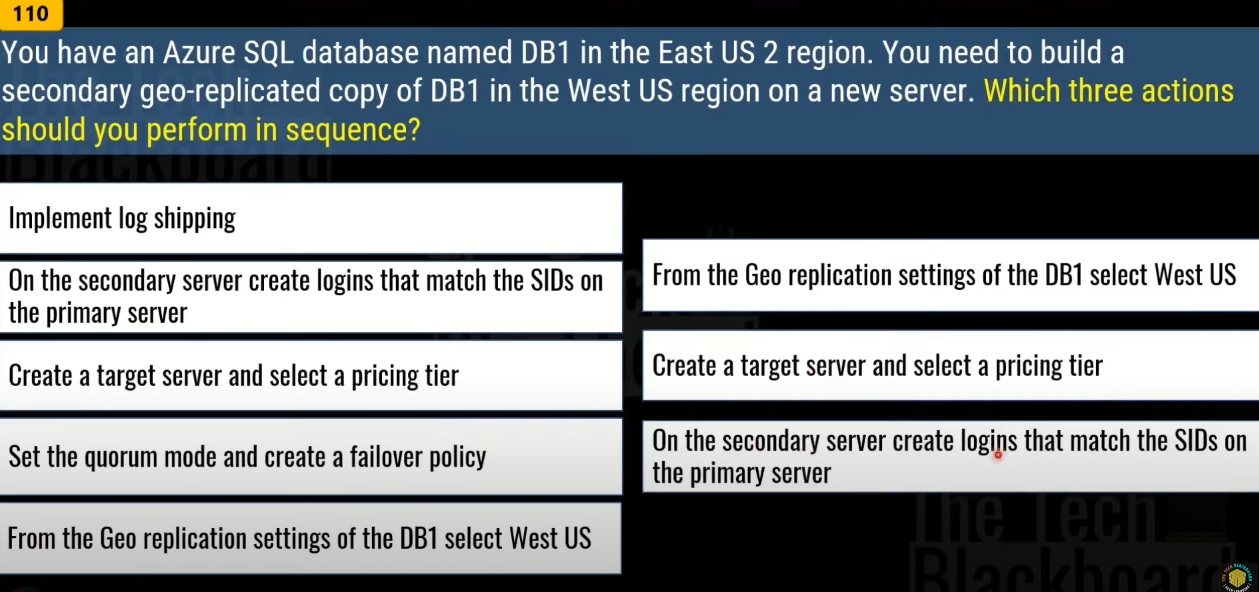 110
You have an Azure SQL database named DB1 in the East US 2 region. You need to build a
secondary geo-replicated copy of DB1 in the West US region on a new server. Which three actions
should you perform in sequence?
Implement log shipping
On the secondary server create logins that match the SIDs on
the primary server
Create a target server and select a pricing tier
Set the quorum mode and create a failover policy
From the Geo replication settings of the DB1 select West US
From the Geo replication settings of the DB1 select West US
Create a target server and select a pricing tier
On the secondary server create logins that match the SIDs on
the primary server
The Tech
Blackboard